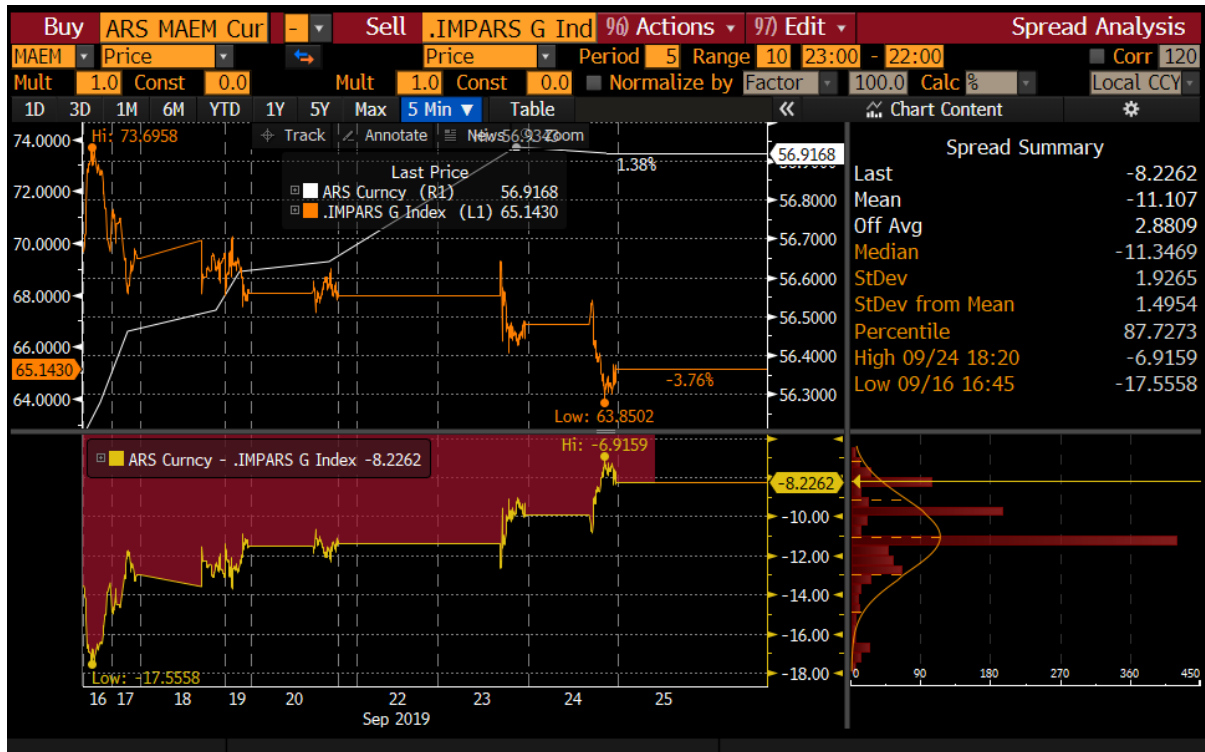 Buy ARS MAEM Cur - Sell .IMPARS G Ind 96) Actions 97) Edit Spread Analysis
MAEM Price Price Period 5 Range 10 23:00 - 22:00 Corr 120
Mult 1.0 Const 0.0 Mult 1.0 Const 0.0 Normalize by Factor 100.0 Calc % Local CCY
1D 3D 1M 6M YTD 1Y 5Y Max 5 Min ▼ Table « Chart Content
Track Annotate News Zoom
Hi: 73.6958
Hi: 56.9343
Last Price
ARS Curncy (R1) 56.9168
.IMPARS G Index (L1) 65.1430
74.0000
72.0000
70.0000
68.0000
66.0000
65.1430
64.0000
1.38%
-3.76%
Low: 63.8502
56.9168
56.8000
56.7000
56.6000
56.5000
56.4000
56.3000
Spread Summary
Last -8.2262
Mean -11.107
Off Avg 2.8809
Median -11.3469
StDev 1.9265
StDev from Mean 1.4954
Percentile 87.7273
High 09/24 18:20 -6.9159
Low 09/16 16:45 -17.5558
ARS Curncy - .IMPARS G Index -8.2262
Hi: -6.9159
Low: -17.5558
-8.2262
-10.00
-12.00
-14.00
-16.00
-18.00
0 90 180 270 360 450
16 17 18 19 20 22 23 24 25
Sep 2019